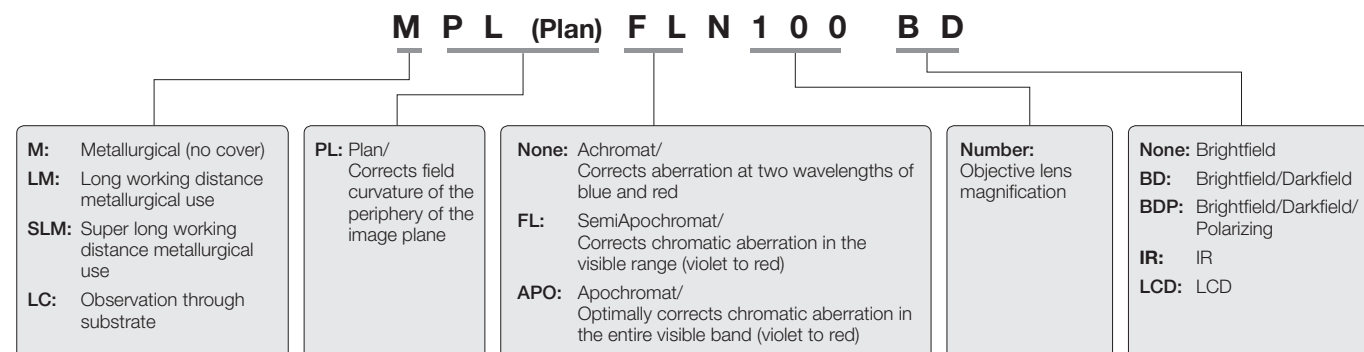 M P L (Plan) F L N 1 0 0 B D
M: Metallurgical (no cover)
LM: Long working distance
metallurgical use
SLM: Super long working
distance metallurgical
use
LC: Observation through
substrate
PL: Plan/
Corrects field
curvature of the
periphery of the
image plane
None: Achromat/
Corrects aberration at two wavelengths of
blue and red
FL: SemiApochromat/
Corrects chromatic aberration in the
visible range (violet to red)
APO: Apochromat/
Optimally corrects chromatic aberration in
the entire visible band (violet to red)
Number:
Objective lens
magnification
None: Brightfield
BD: Brightfield/Darkfield
BDP: Brightfield/Darkfield/
Polarizing
IR: IR
LCD: LCD